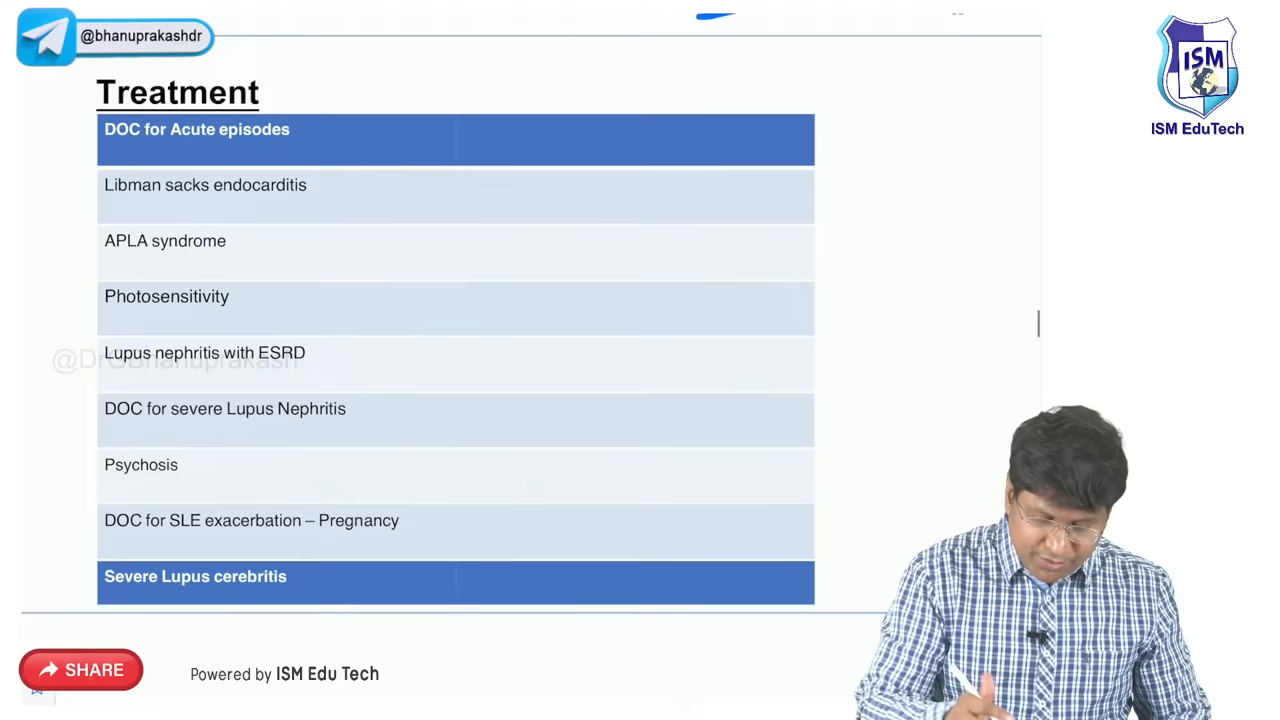 @bhanuprakashdr
ISM
ISM EduTech
Treatment
DOC for Acute episodes
Libman sacks endocarditis
APLA syndrome
Photosensitivity
Lupus nephritis with ESRD
@DrGBhanuprakash
DOC for severe Lupus Nephritis
Psychosis
DOC for SLE exacerbation – Pregnancy
Severe Lupus cerebritis
SHARE
Powered by ISM Edu Tech